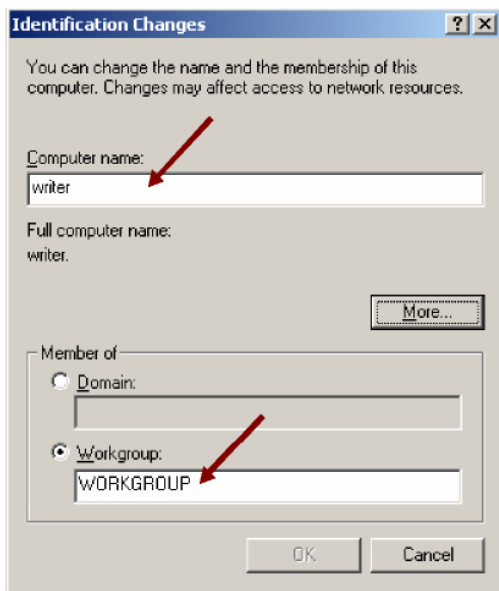 Identification Changes
You can change the name and the membership of this
computer. Changes may affect access to network resources.
Computer name:
writer
Full computer name:
writer.
More...
Member of
Domain:
Workgroup:
WORKGROUP
OK Cancel